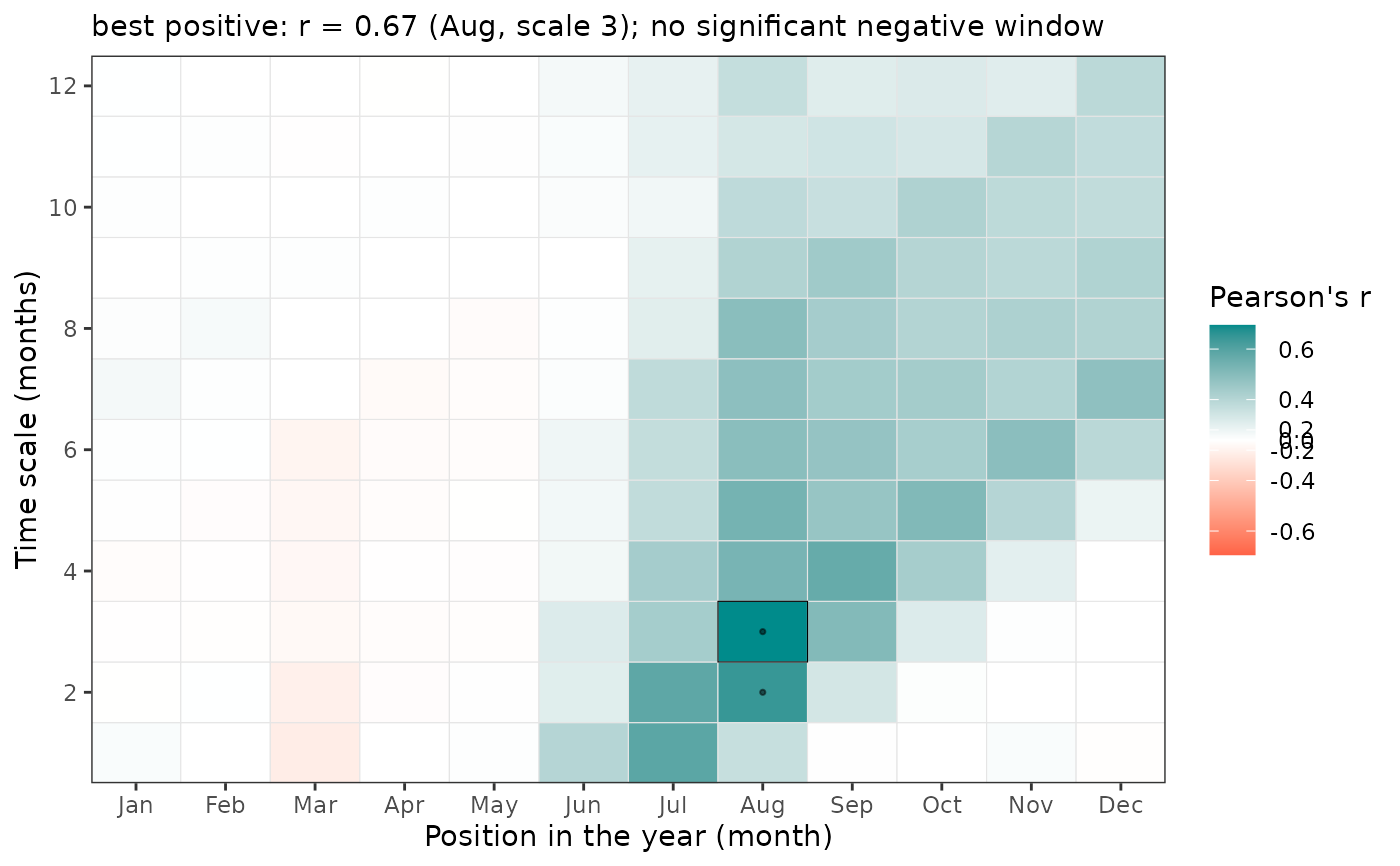 best positive: r = 0.67 (Aug, scale 3); no significant negative window
12
10
8
6
4
2
Time scale (months)
Jan Feb Mar Apr May Jun Jul Aug Sep Oct Nov Dec
Position in the year (month)
Pearson's r
0.6
0.4
0.2
0.0
-0.2
-0.4
-0.6